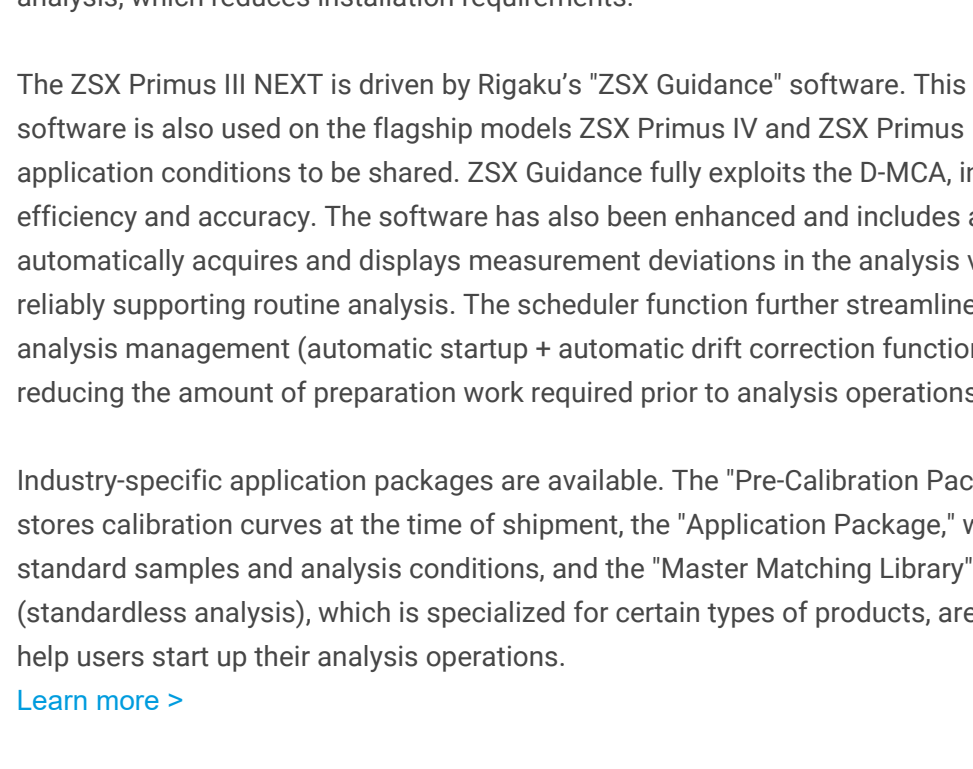 analysis, which reduces installation requirements.
The ZSX Primus III NEXT is driven by Rigaku’s "ZSX Guidance" software. This
software is also used on the flagship models ZSX Primus IV and ZSX Primus
application conditions to be shared. ZSX Guidance fully exploits the D-MCA,
efficiency and accuracy. The software has also been enhanced and includes
automatically acquires and displays measurement deviations in the analysis
reliably supporting routine analysis. The scheduler function further streamline
analysis management (automatic startup + automatic drift correction function
reducing the amount of preparation work required prior to analysis operations
Industry-specific application packages are available. The "Pre-Calibration Pac
stores calibration curves at the time of shipment, the "Application Package,"
standard samples and analysis conditions, and the "Master Matching Library"
(standardless analysis), which is specialized for certain types of products, are
help users start up their analysis operations.
Learn more >